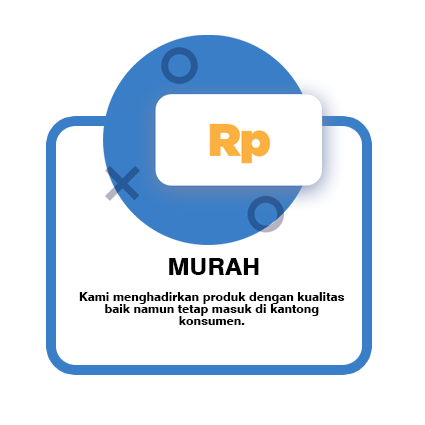 Rp
MURAH
Kami menghadirkan produk dengan kualitas
baik namun tetap masuk di kantong
konsumen.